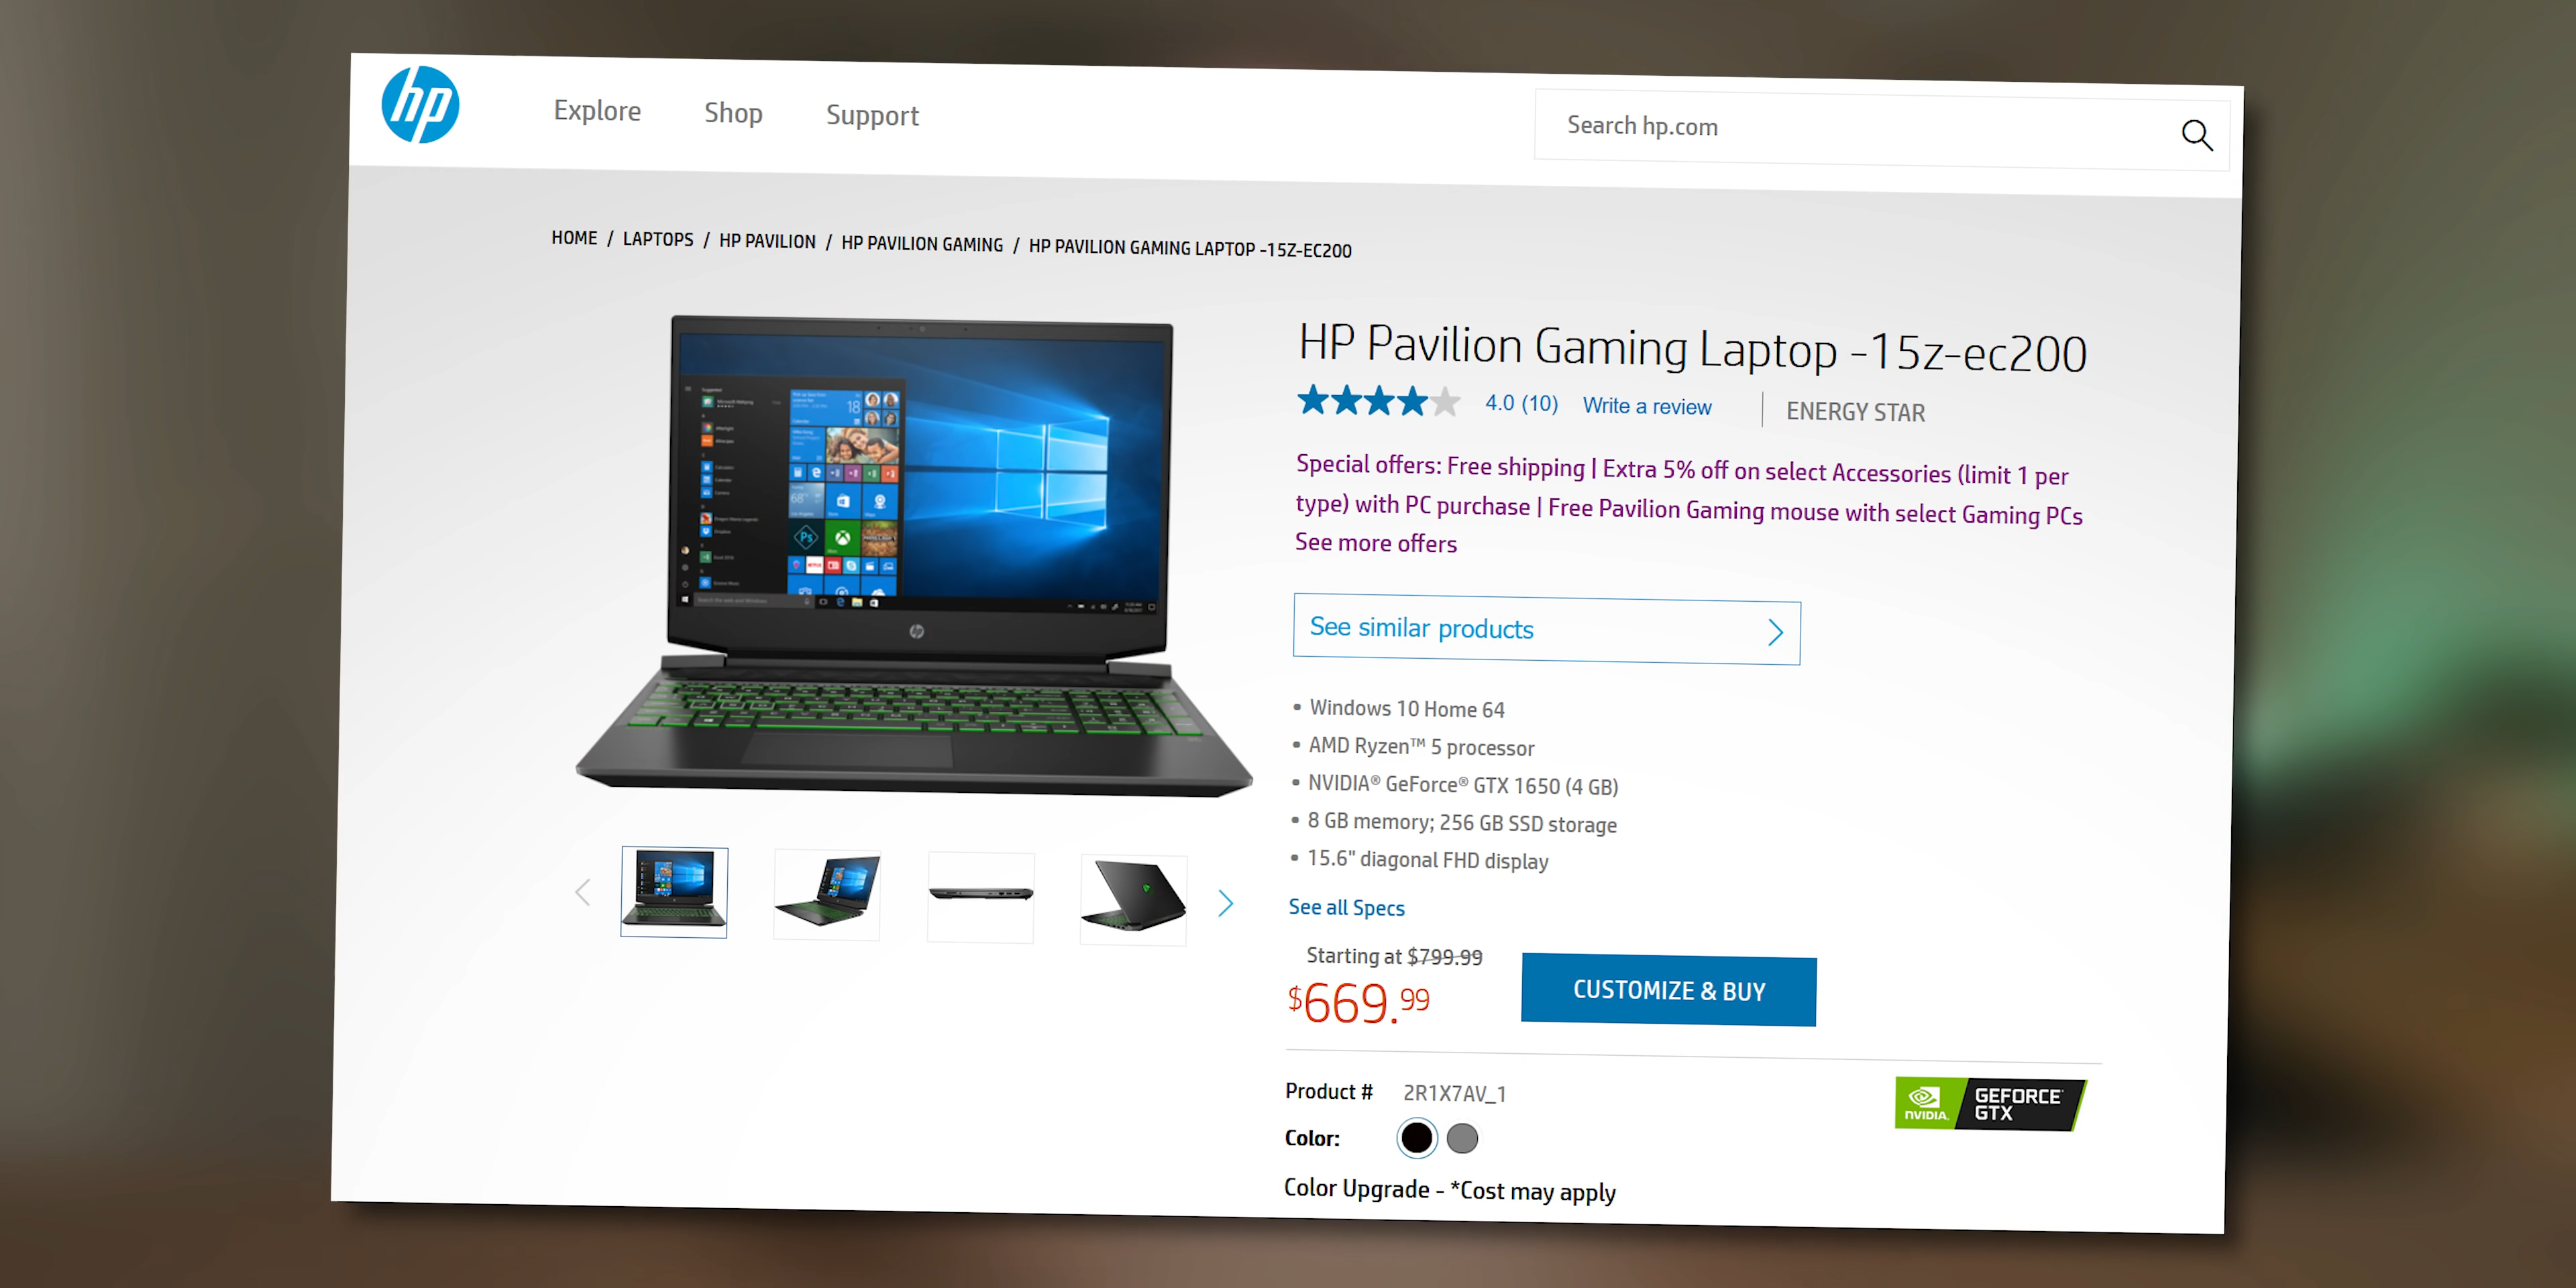 hp
Explore
Shop
Support
Search hp.com
HOME / LAPTOPS / HP PAVILION / HP PAVILION GAMING / HP PAVILION GAMING LAPTOP -15Z-EC200
HP Pavilion Gaming Laptop -15z-ec200
4.0 (10) Write a review | ENERGY STAR
Special offers: Free shipping | Extra 5% off on select Accessories (limit 1 per
type) with PC purchase | Free Pavilion Gaming mouse with select Gaming PCs
See more offers
See similar products
• Windows 10 Home 64
• AMD Ryzen™ 5 processor
• NVIDIA® GeForce® GTX 1650 (4 GB)
• 8 GB memory; 256 GB SSD storage
• 15.6" diagonal FHD display
See all Specs
Starting at $799.99
$669.99
CUSTOMIZE & BUY
Product # 2R1X7AV_1
NVIDIA.
GEFORCE
GTX
Color:
Color Upgrade - *Cost may apply
18
68°
Ps
hp